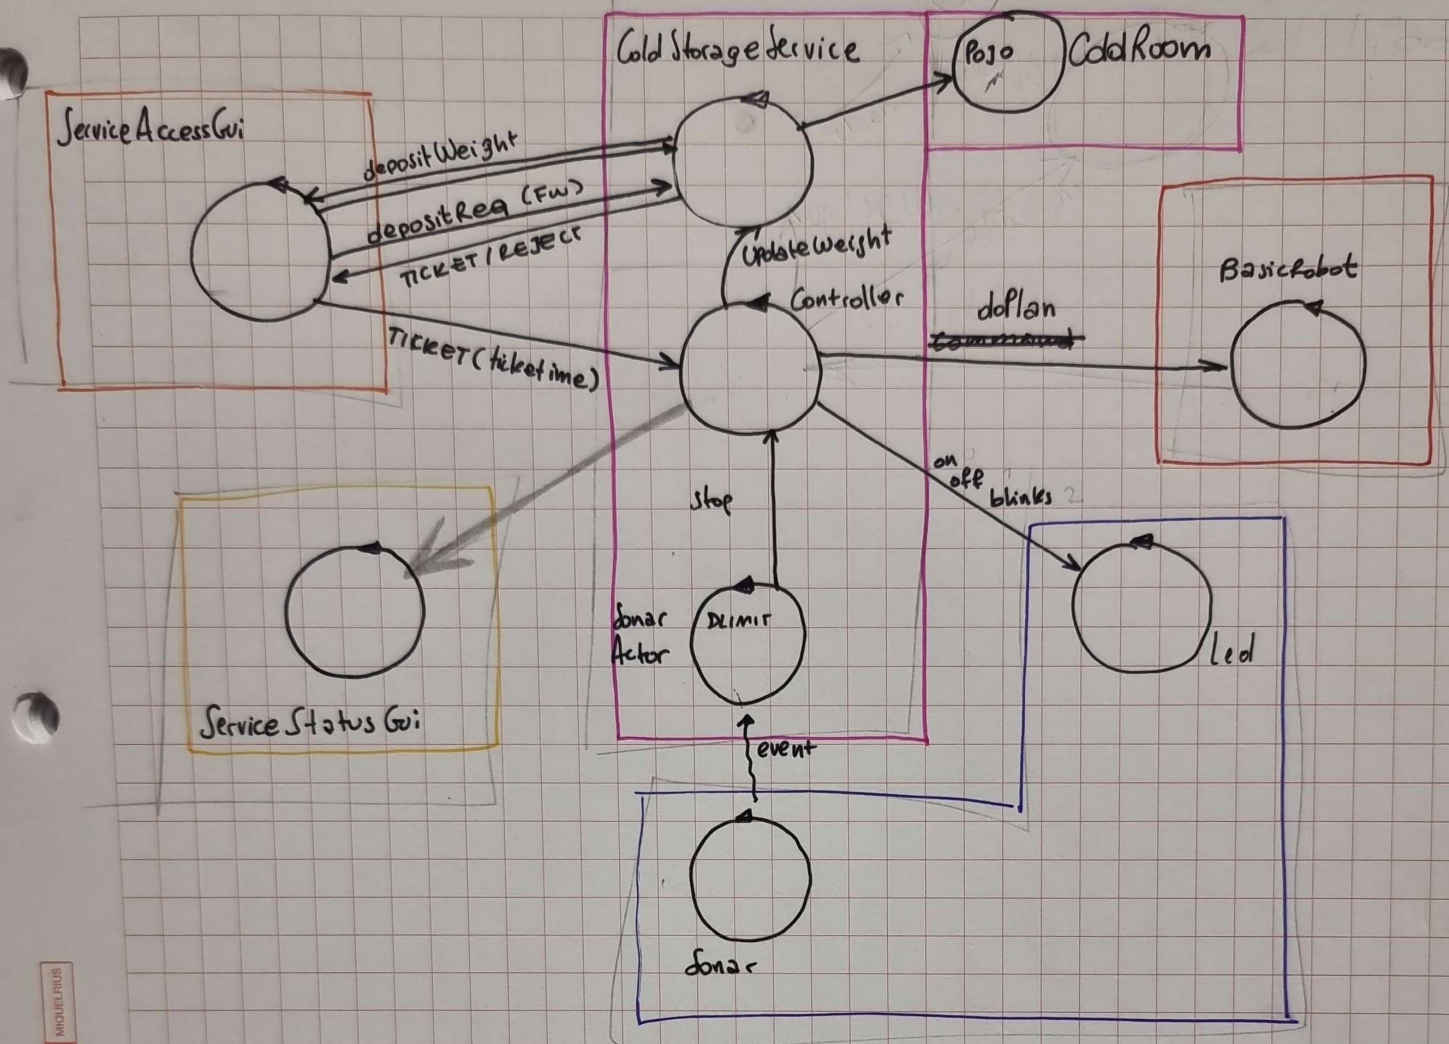 ColdStorageService
POJO
ColdRoom
ServiceAccessGui
depositWeight
depositReq (FW)
TICKET / REJECT
UpdateWeight
Controller
TICKET (ticketime)
doPlan
BasicRobot
on
off
blinks ?
stop
Sonar
Actor
DLIMIT
Led
ServiceStatusGui
event
Sonar
MIQUELRIUS